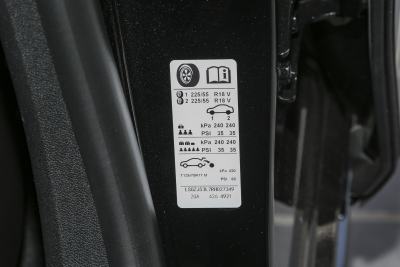 1 225/55 R18 V
2 225/55 R18 V
1 2
kPa 240 240
PSI 35 35
kPa 240 240
PSI 35 35
kPa 420
PSI 60